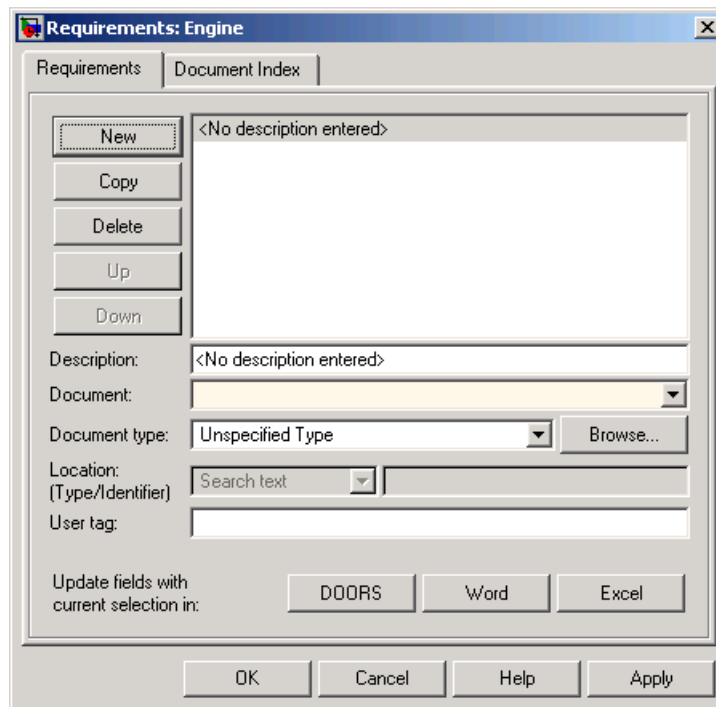 Requirements: Engine
Requirements
Document Index
New
<No description entered>
Copy
Delete
Up
Down
Description:
<No description entered>
Document:
Document type:
Unspecified Type
Browse...
Location:
(Type/Identifier)
Search text
User tag:
Update fields with
current selection in:
DOORS
Word
Excel
OK
Cancel
Help
Apply